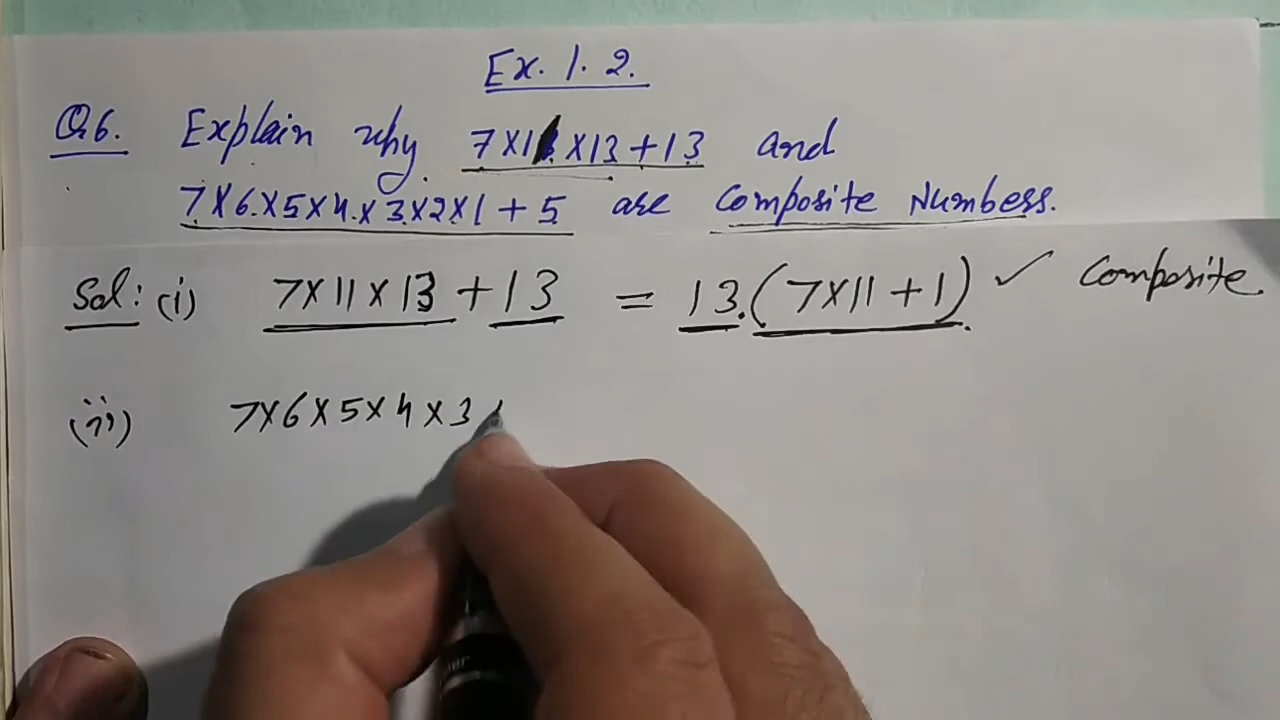 Ex. 1.2.
Q6. Explain why 7×11×13+13 and
7×6×5×4×3×2×1+5 are Composite Numbers.
Sol: (i) 7×11×13+13 = 13.(7×11+1) ✓ Composite
(ii) 7×6×5×4×3